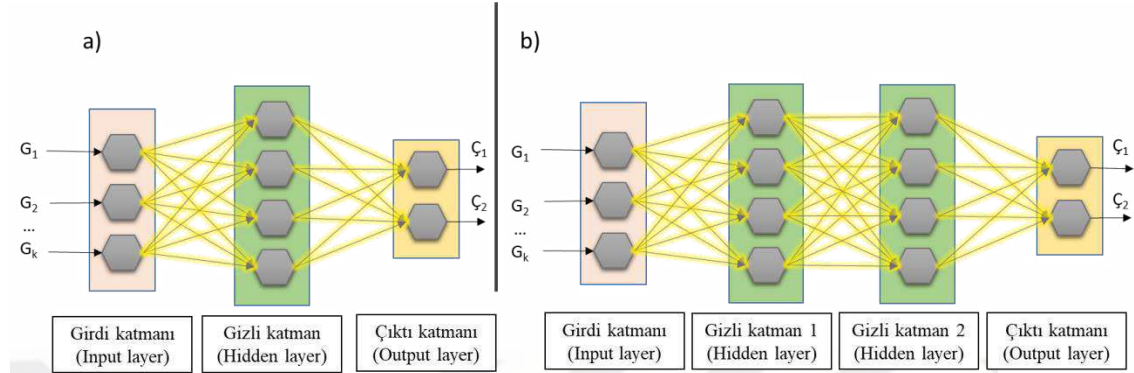 a)
G1
G2
...
Gk
Ç1
Ç2
Girdi katmanı
(Input layer)
Gizli katman
(Hidden layer)
Çıktı katmanı
(Output layer)
b)
G1
G2
...
Gk
Ç1
Ç2
Girdi katmanı
(Input layer)
Gizli katman 1
(Hidden layer)
Gizli katman 2
(Hidden layer)
Çıktı katmanı
(Output layer)